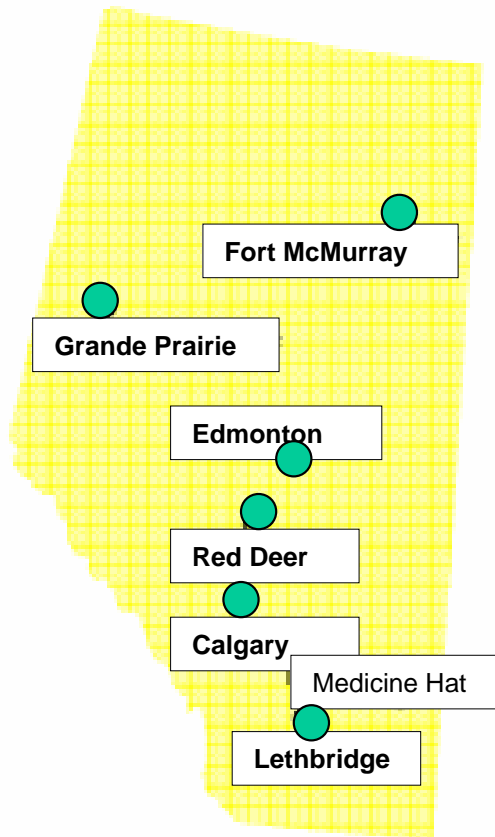 Fort McMurray
Grande Prairie
Edmonton
Red Deer
Calgary
Medicine Hat
Lethbridge